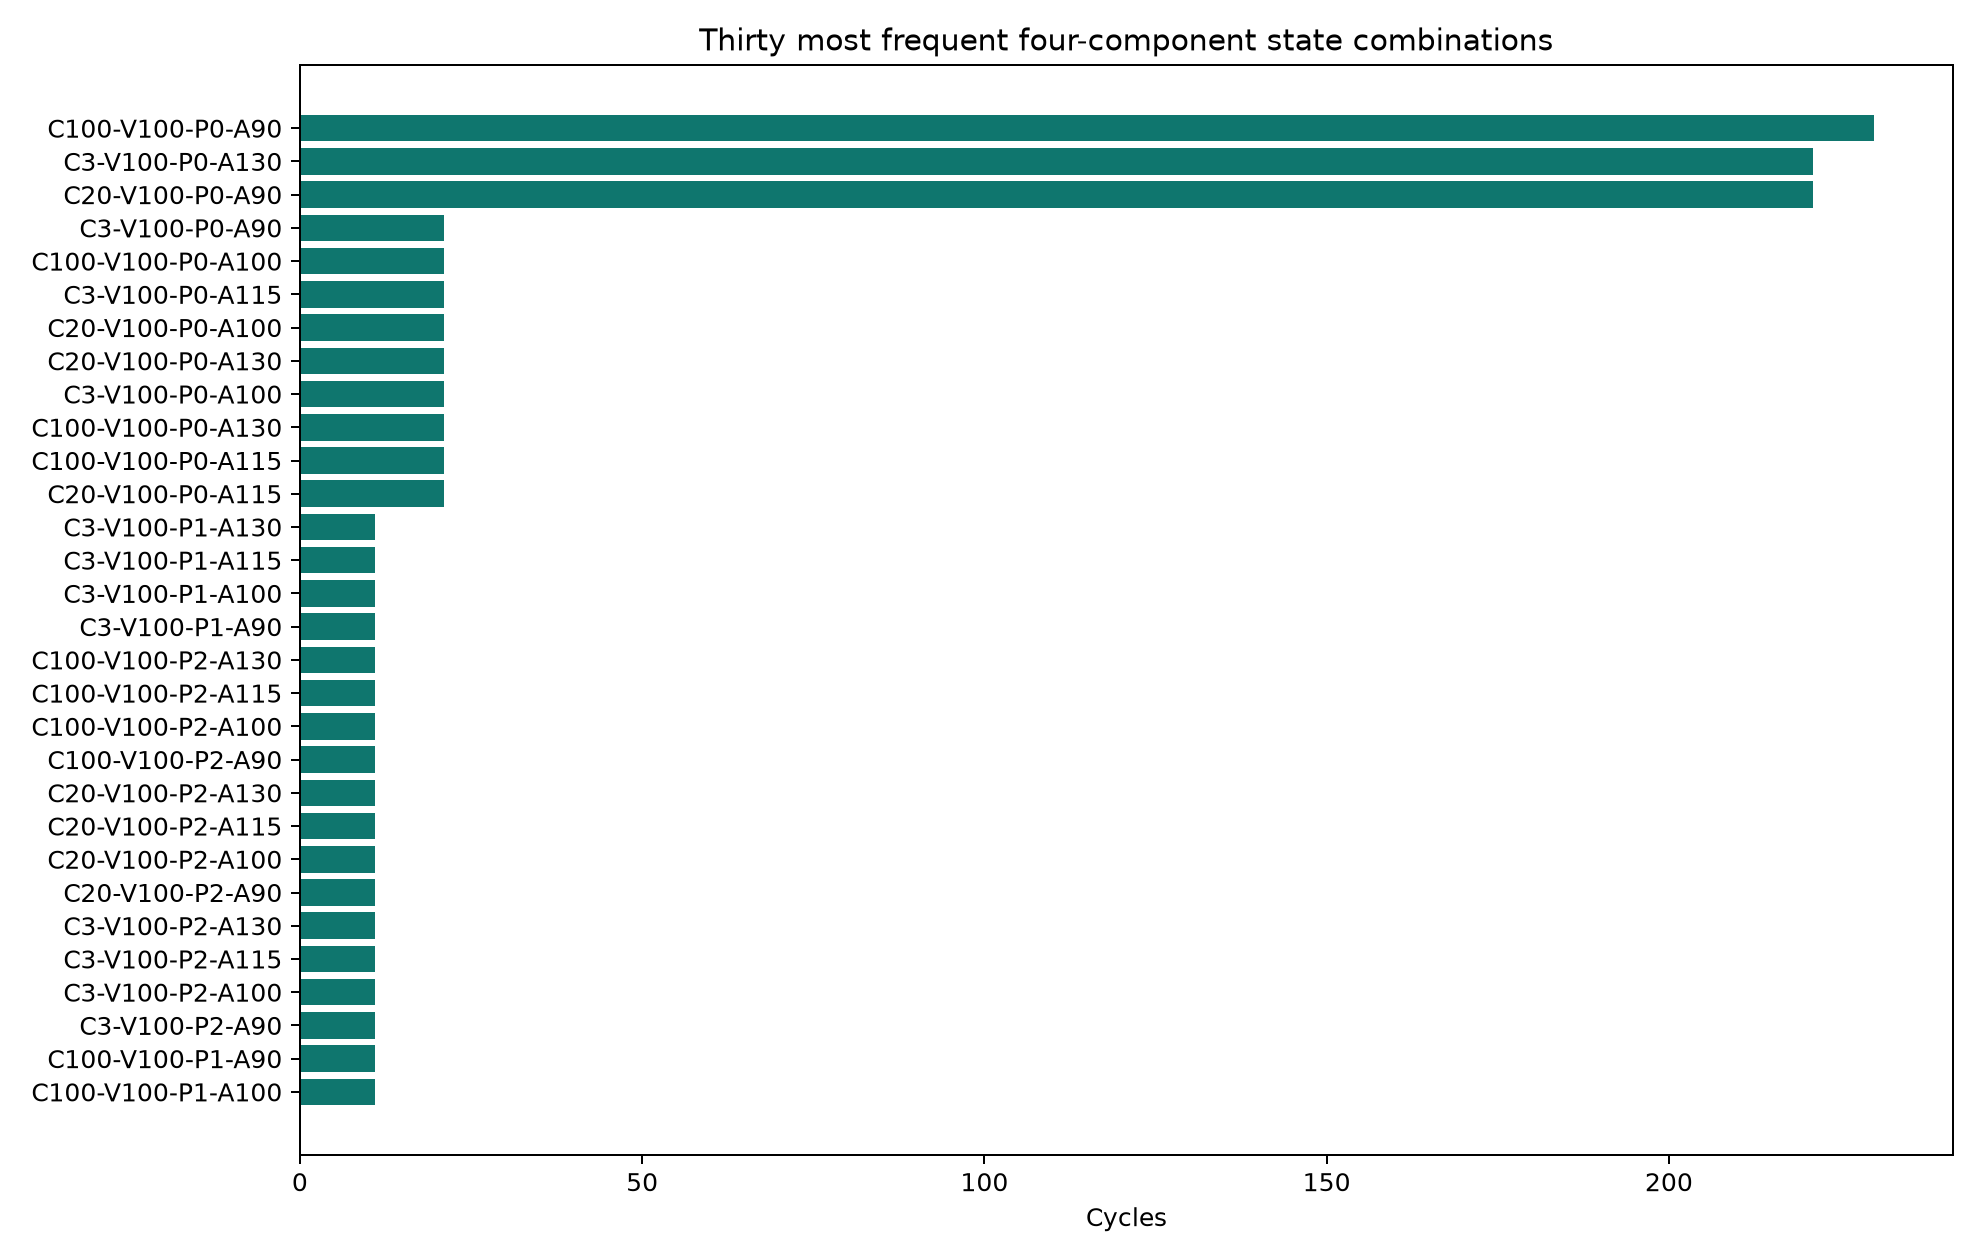 Thirty most frequent four-component state combinations
C100-V100-P0-A90
C3-V100-P0-A130
C20-V100-P0-A90
C3-V100-P0-A90
C100-V100-P0-A100
C3-V100-P0-A115
C20-V100-P0-A100
C20-V100-P0-A130
C3-V100-P0-A100
C100-V100-P0-A130
C100-V100-P0-A115
C20-V100-P0-A115
C3-V100-P1-A130
C3-V100-P1-A115
C3-V100-P1-A100
C3-V100-P1-A90
C100-V100-P2-A130
C100-V100-P2-A115
C100-V100-P2-A100
C100-V100-P2-A90
C20-V100-P2-A130
C20-V100-P2-A115
C20-V100-P2-A100
C20-V100-P2-A90
C3-V100-P2-A130
C3-V100-P2-A115
C3-V100-P2-A100
C3-V100-P2-A90
C100-V100-P1-A90
C100-V100-P1-A100
0 50 100 150 200
Cycles